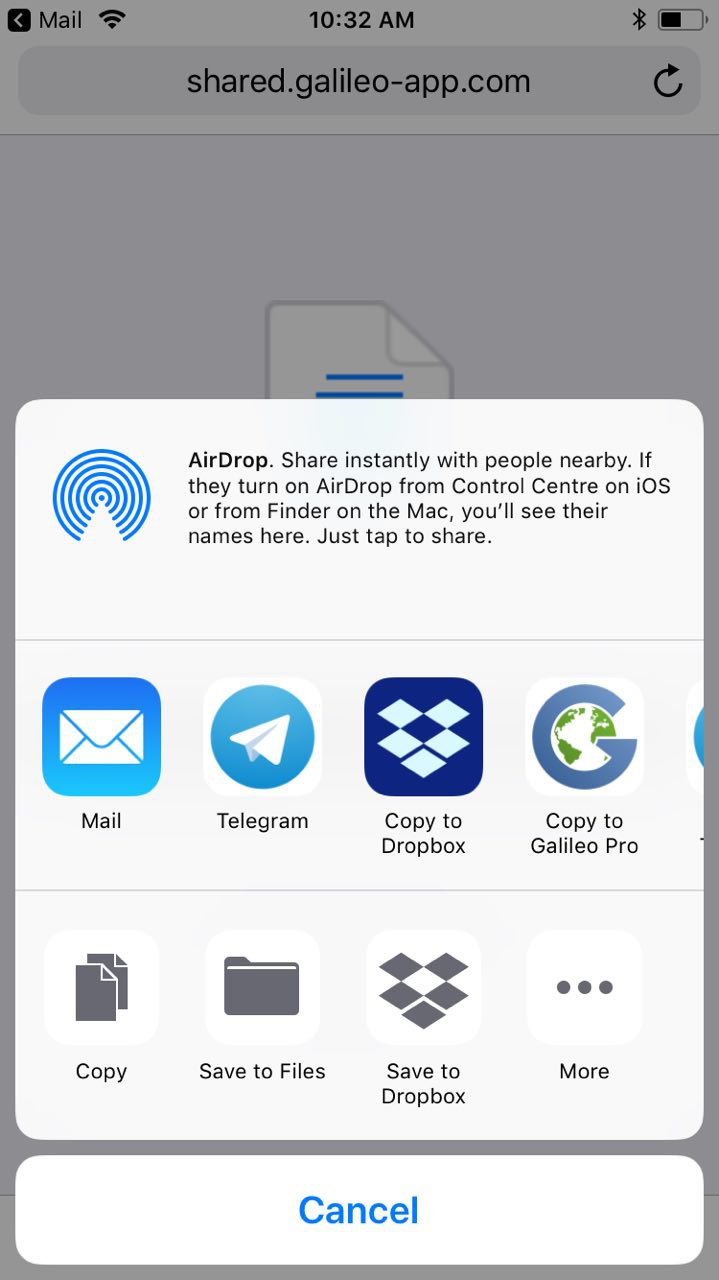 Mail
10:32 AM
shared.galileo-app.com
AirDrop. Share instantly with people nearby. If
they turn on AirDrop from Control Centre on iOS
or from Finder on the Mac, you’ll see their
names here. Just tap to share.
Mail
Telegram
Copy to
Dropbox
Copy to
Galileo Pro
Copy
Save to Files
Save to
Dropbox
More
Cancel